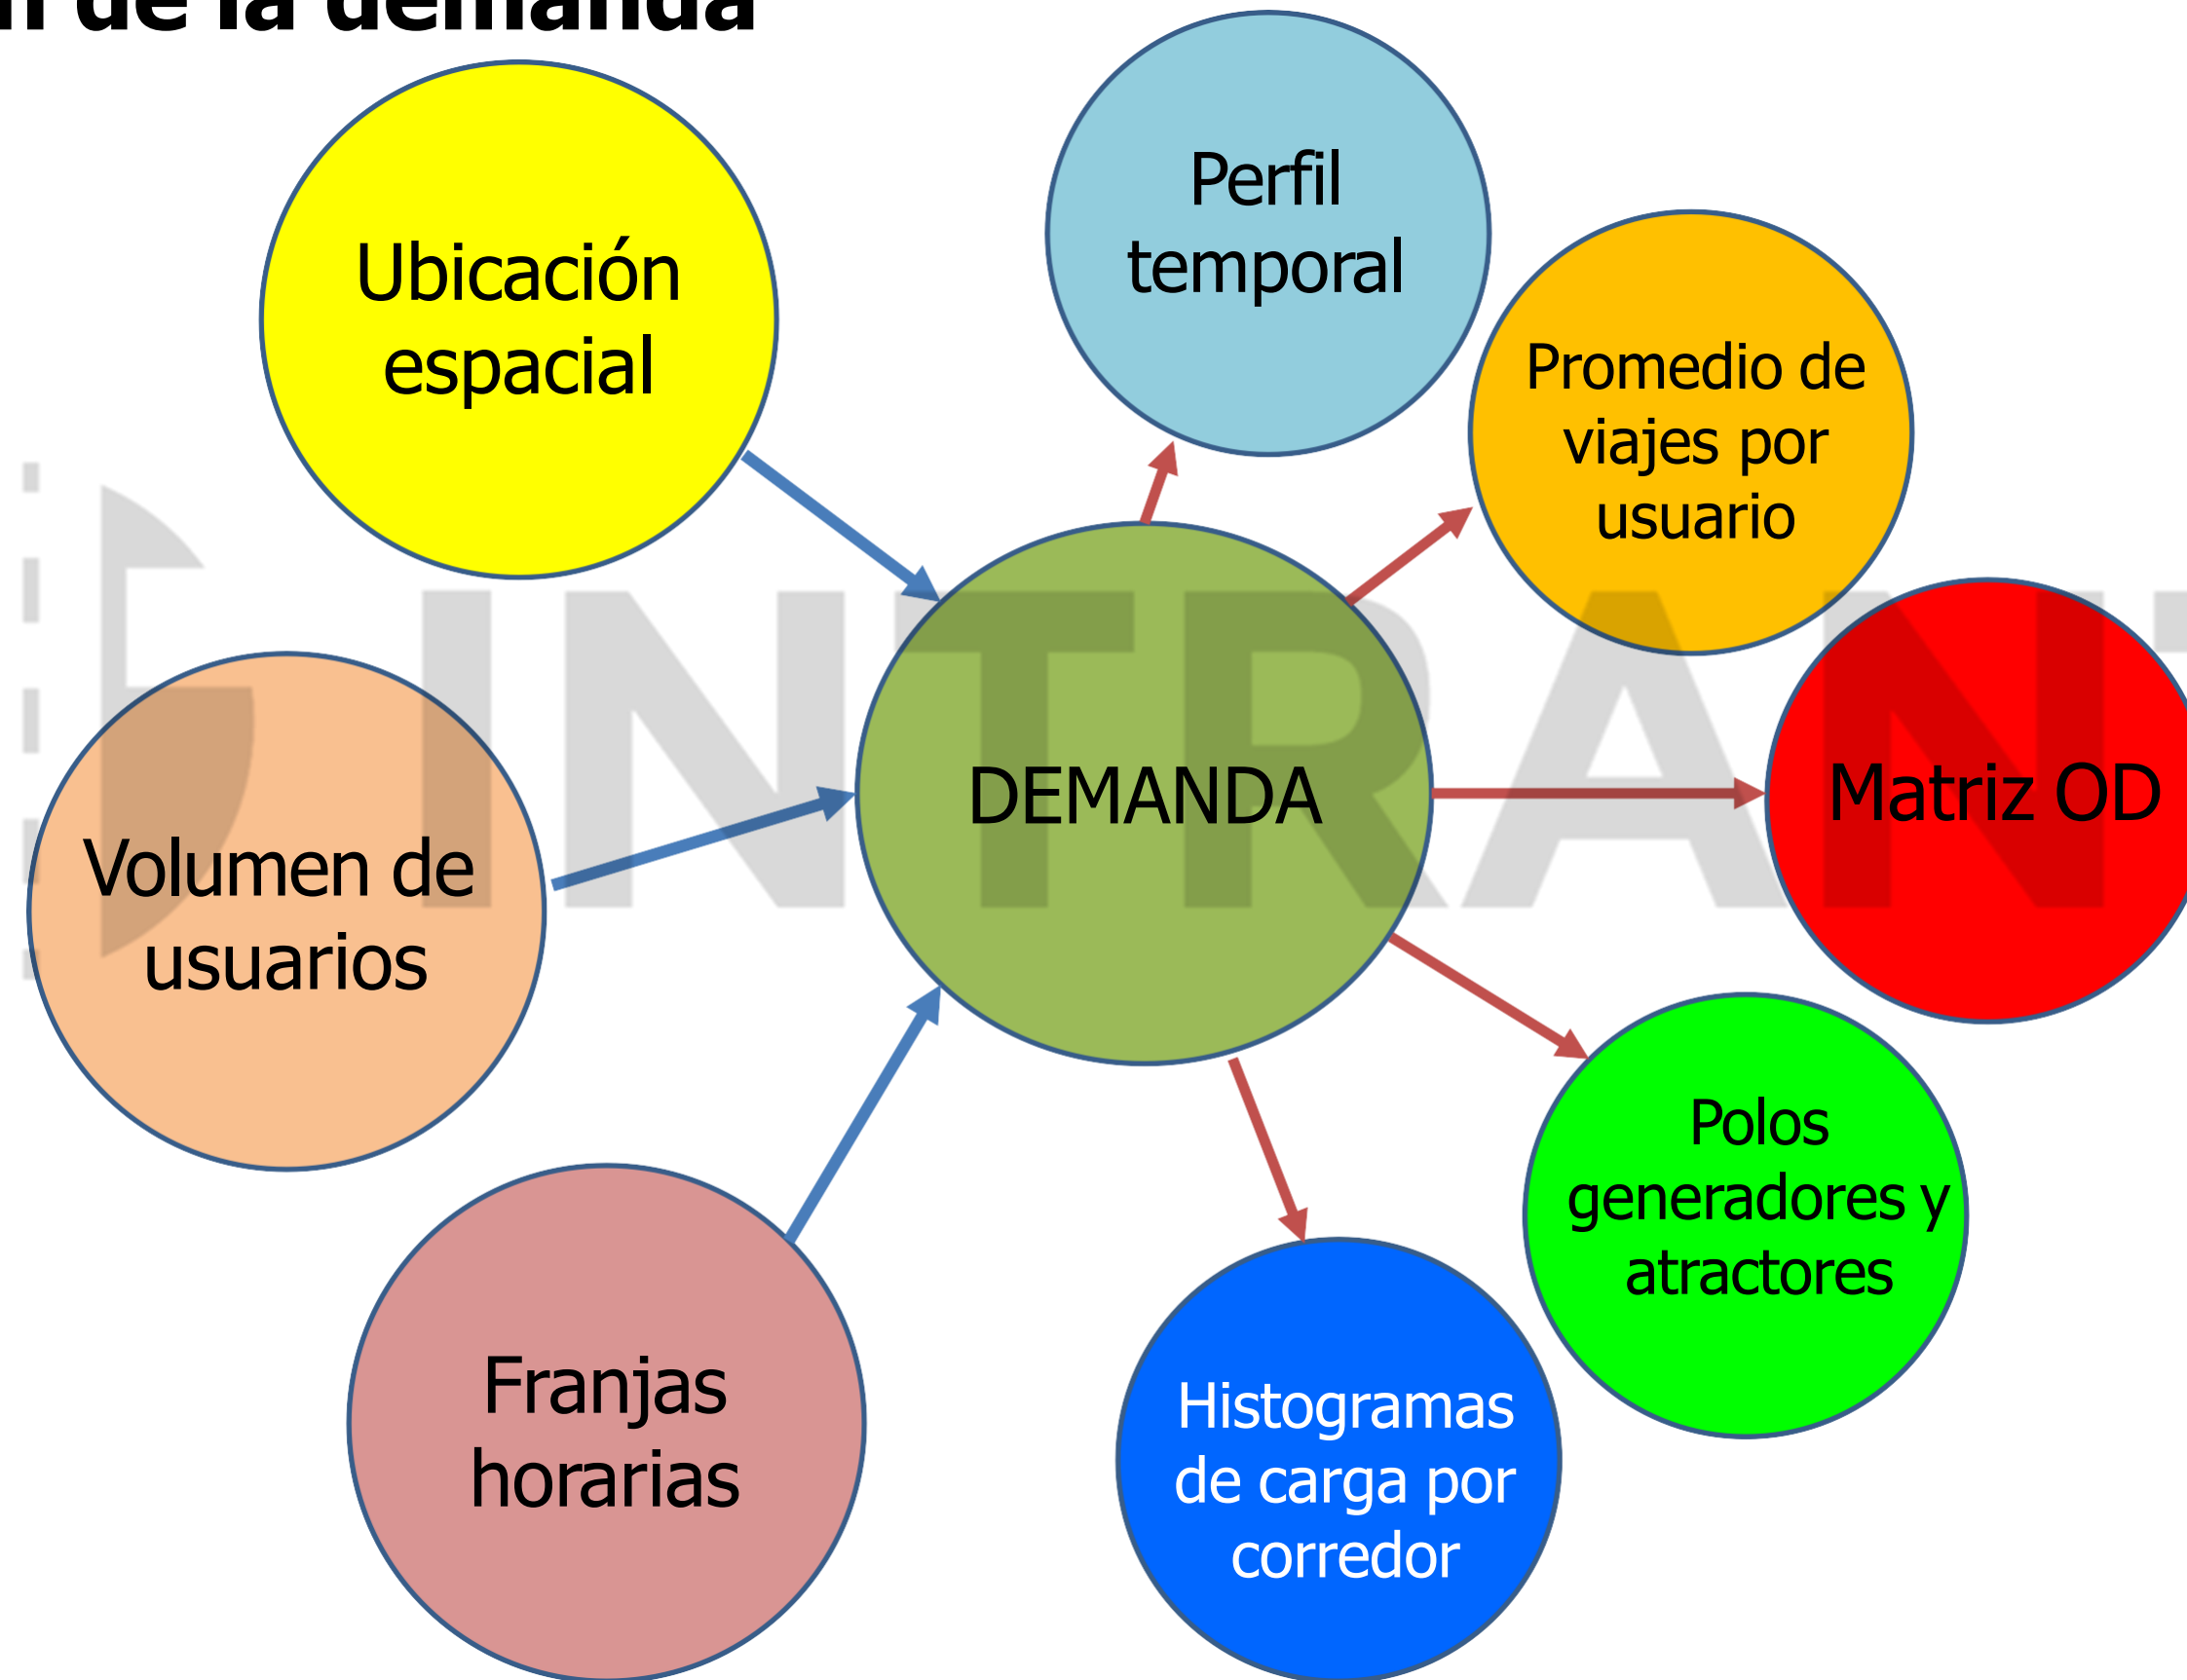 de la demanda
Ubicación
espacial
Perfil
temporal
Promedio de
viajes por
usuario
Volumen de
usuarios
DEMANDA
Matriz OD
INTRANT
Polos
generadores y
atractores
Franjas
horarias
Histogramas
de carga por
corredor